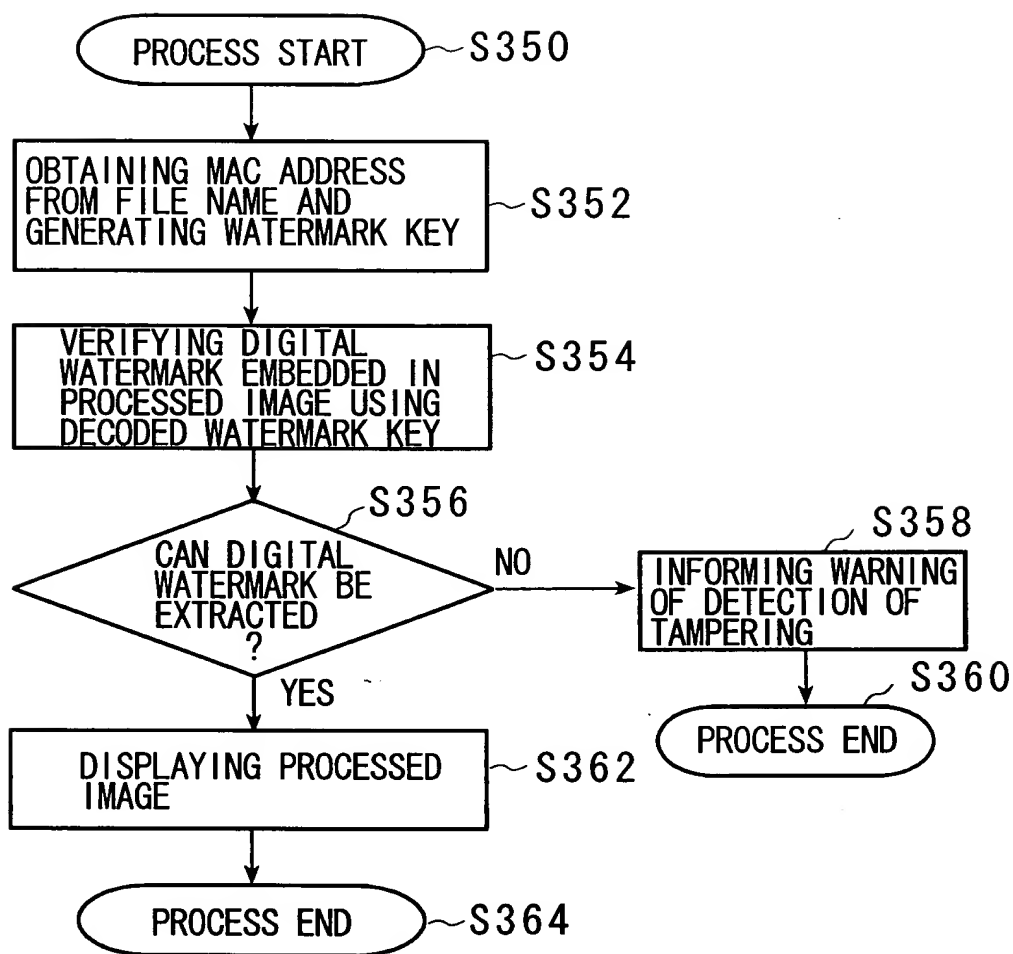 PROCESS START
S350
OBTAINING MAC ADDRESS
FROM FILE NAME AND
GENERATING WATERMARK KEY
S352
VERIFYING DIGITAL
WATERMARK EMBEDDED IN
PROCESSED IMAGE USING
DECODED WATERMARK KEY
S354
S356
CAN DIGITAL
WATERMARK BE
EXTRACTED
?
NO
S358
INFORMING WARNING
OF DETECTION OF
TAMPERING
S360
PROCESS END
YES
DISPLAYING PROCESSED
IMAGE
S362
PROCESS END
S364